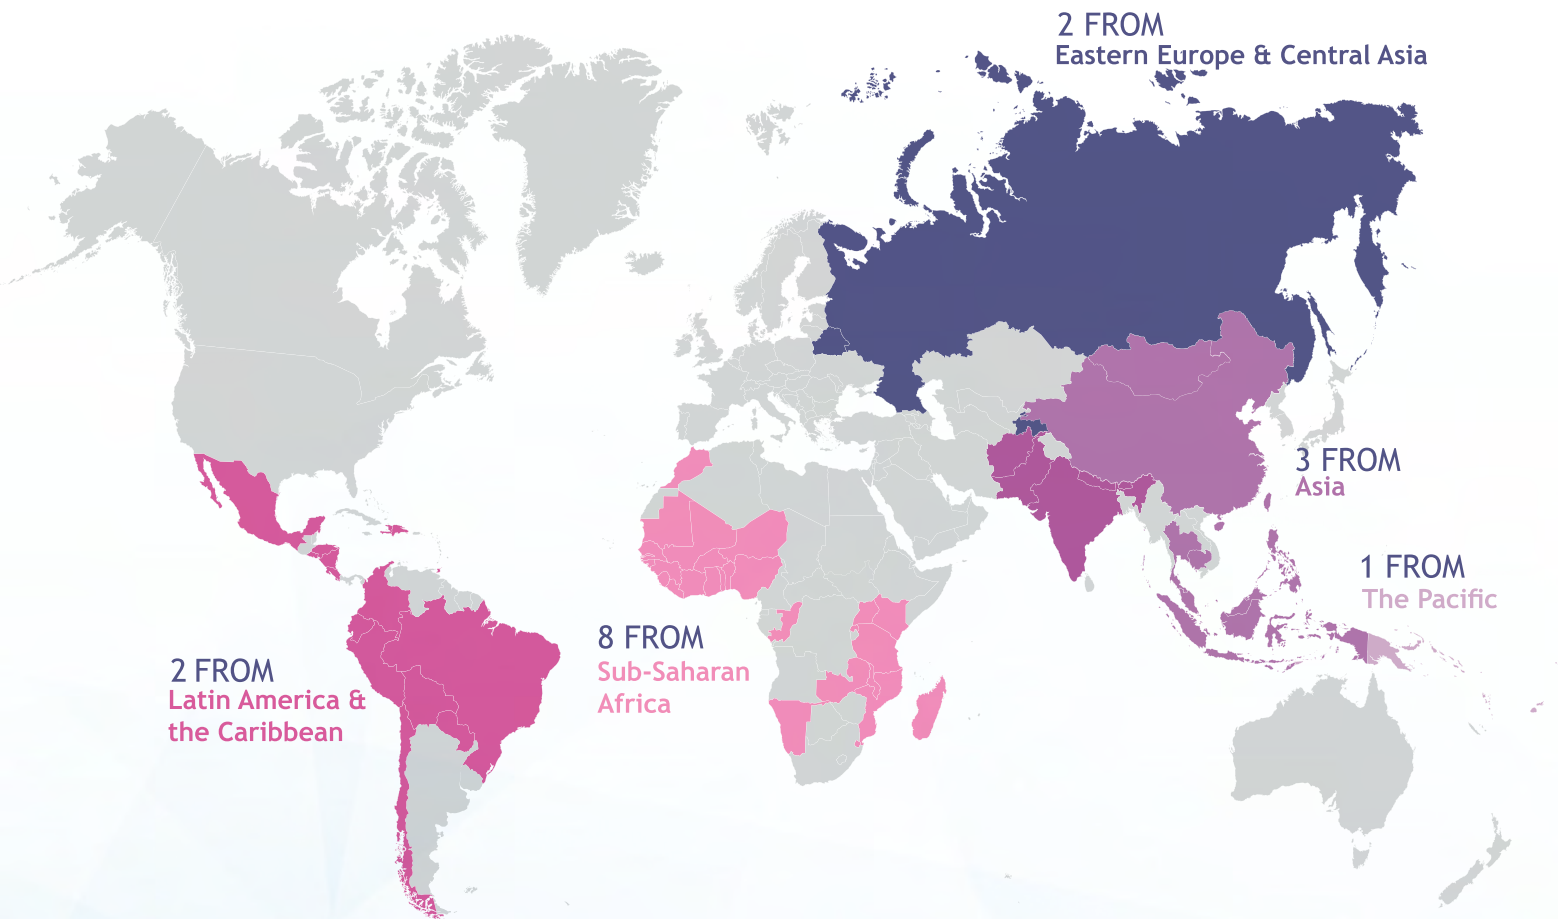 2 FROM
Eastern Europe & Central Asia
3 FROM
Asia
1 FROM
The Pacific
8 FROM
Sub-Saharan
Africa
2 FROM
Latin America &
the Caribbean